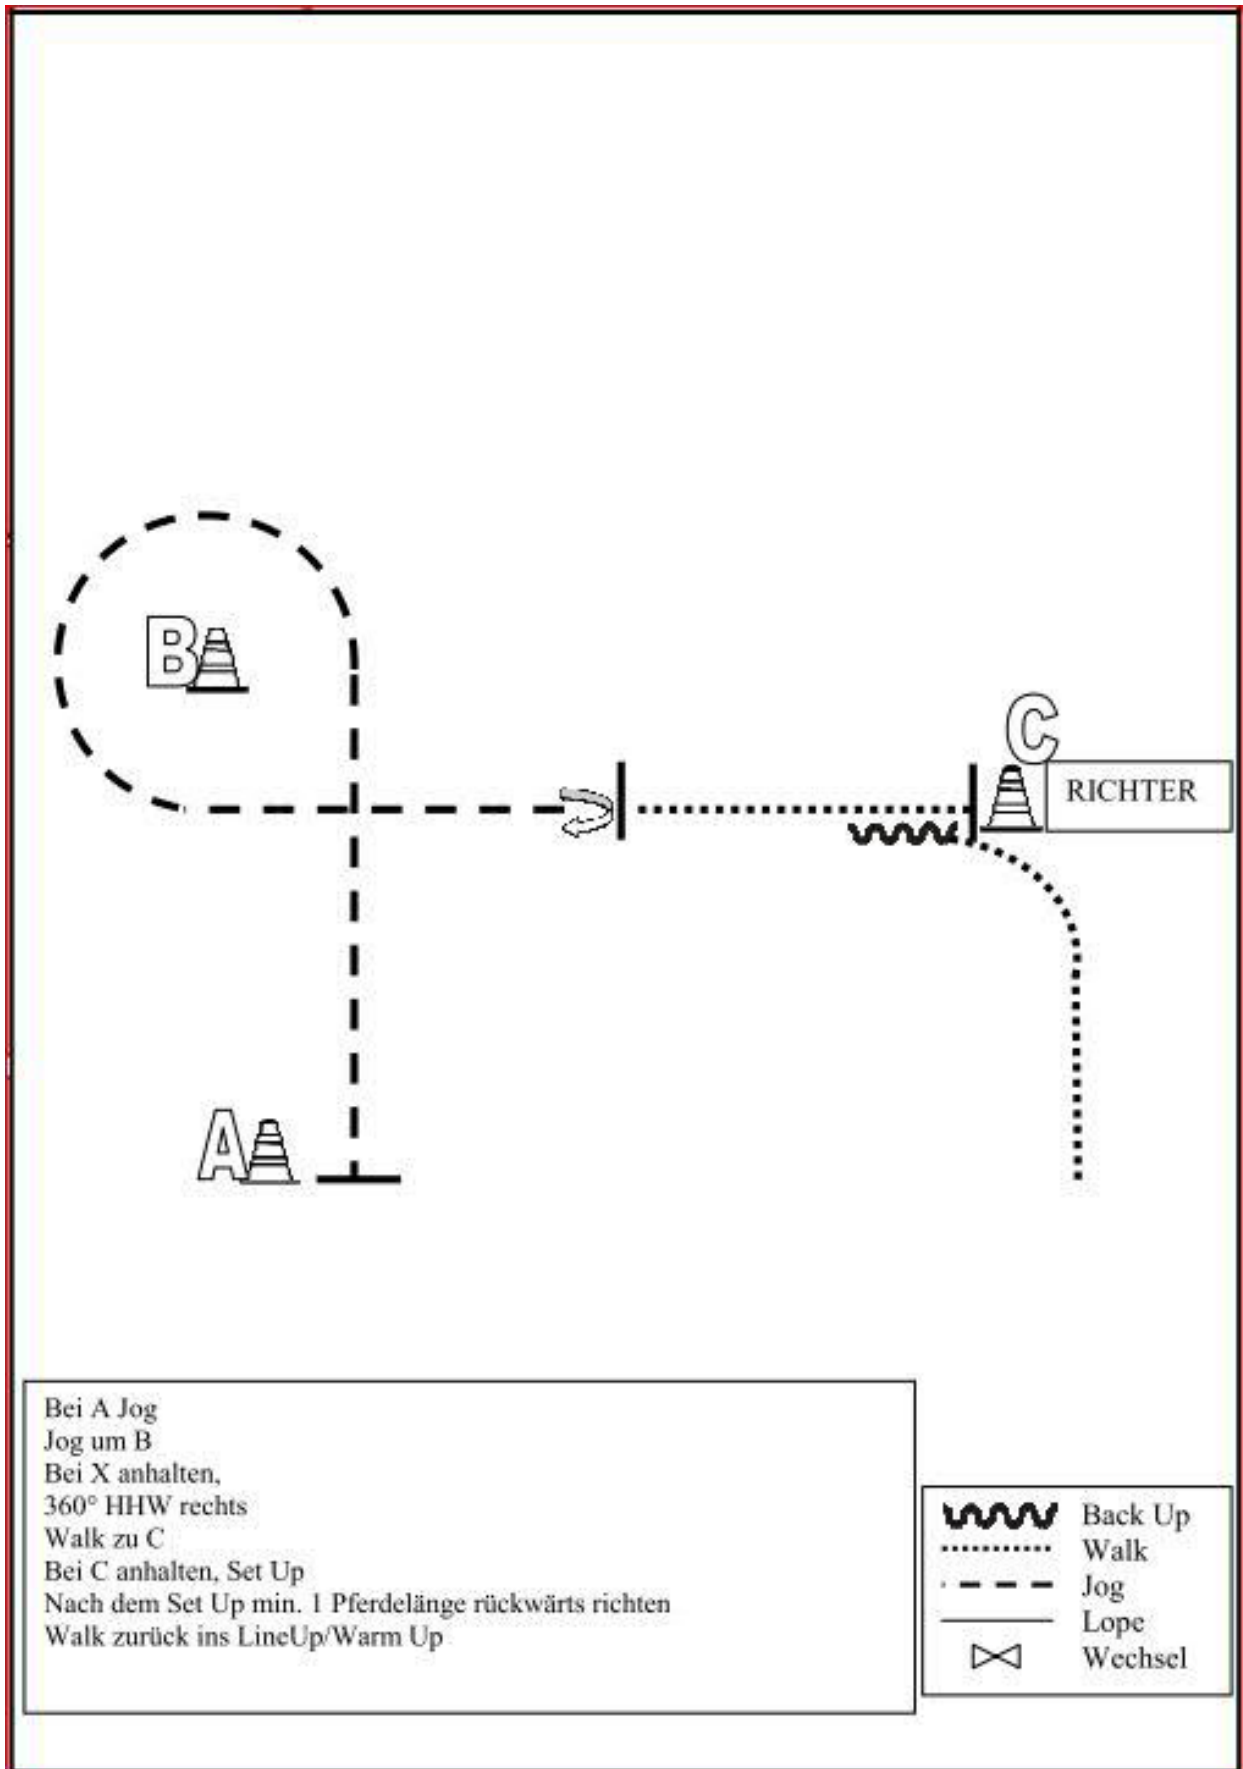 B
C
RICHTER
A
Bei A Jog
Jog um B
Bei X anhalten,
360° HHW rechts
Walk zu C
Bei C anhalten, Set Up
Nach dem Set Up min. 1 Pferdelänge rückwärts richten
Walk zurück ins LineUp/Warm Up
Back Up
Walk
Jog
Lope
Wechsel